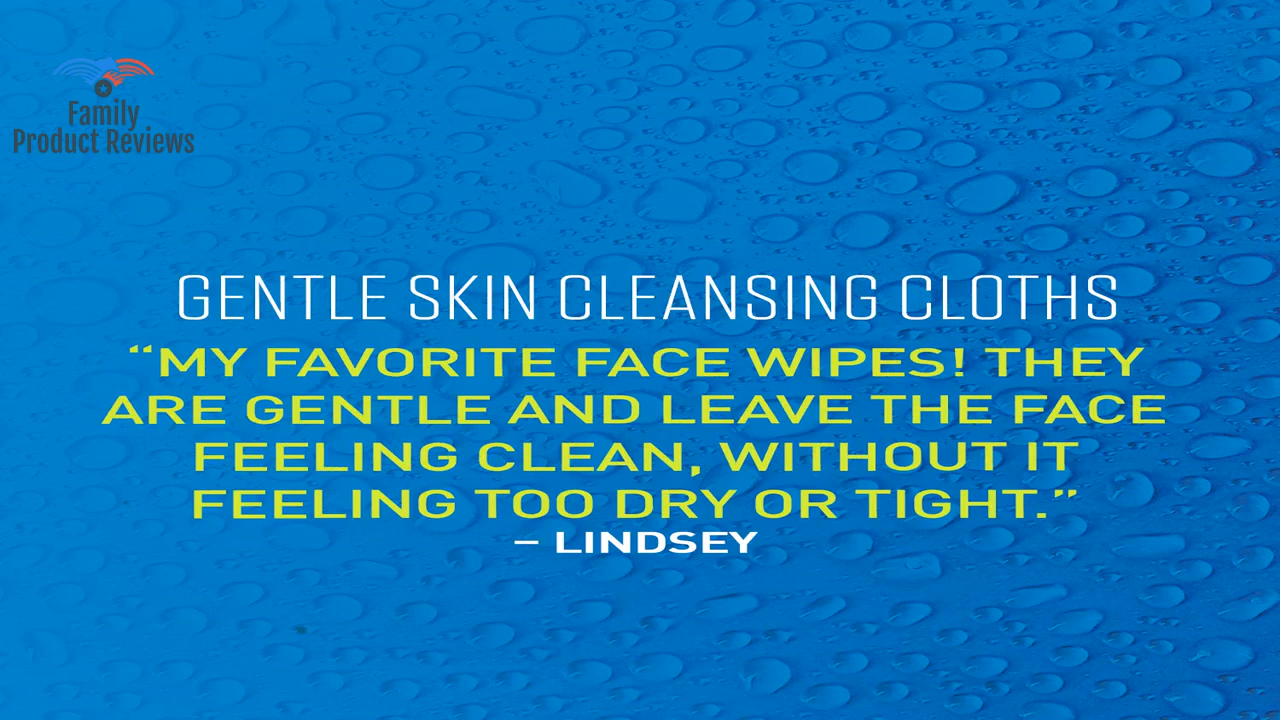 Family
Product Reviews
GENTLE SKIN CLEANSING CLOTHS
“MY FAVORITE FACE WIPES! THEY
ARE GENTLE AND LEAVE THE FACE
FEELING CLEAN, WITHOUT IT
FEELING TOO DRY OR TIGHT.”
– LINDSEY